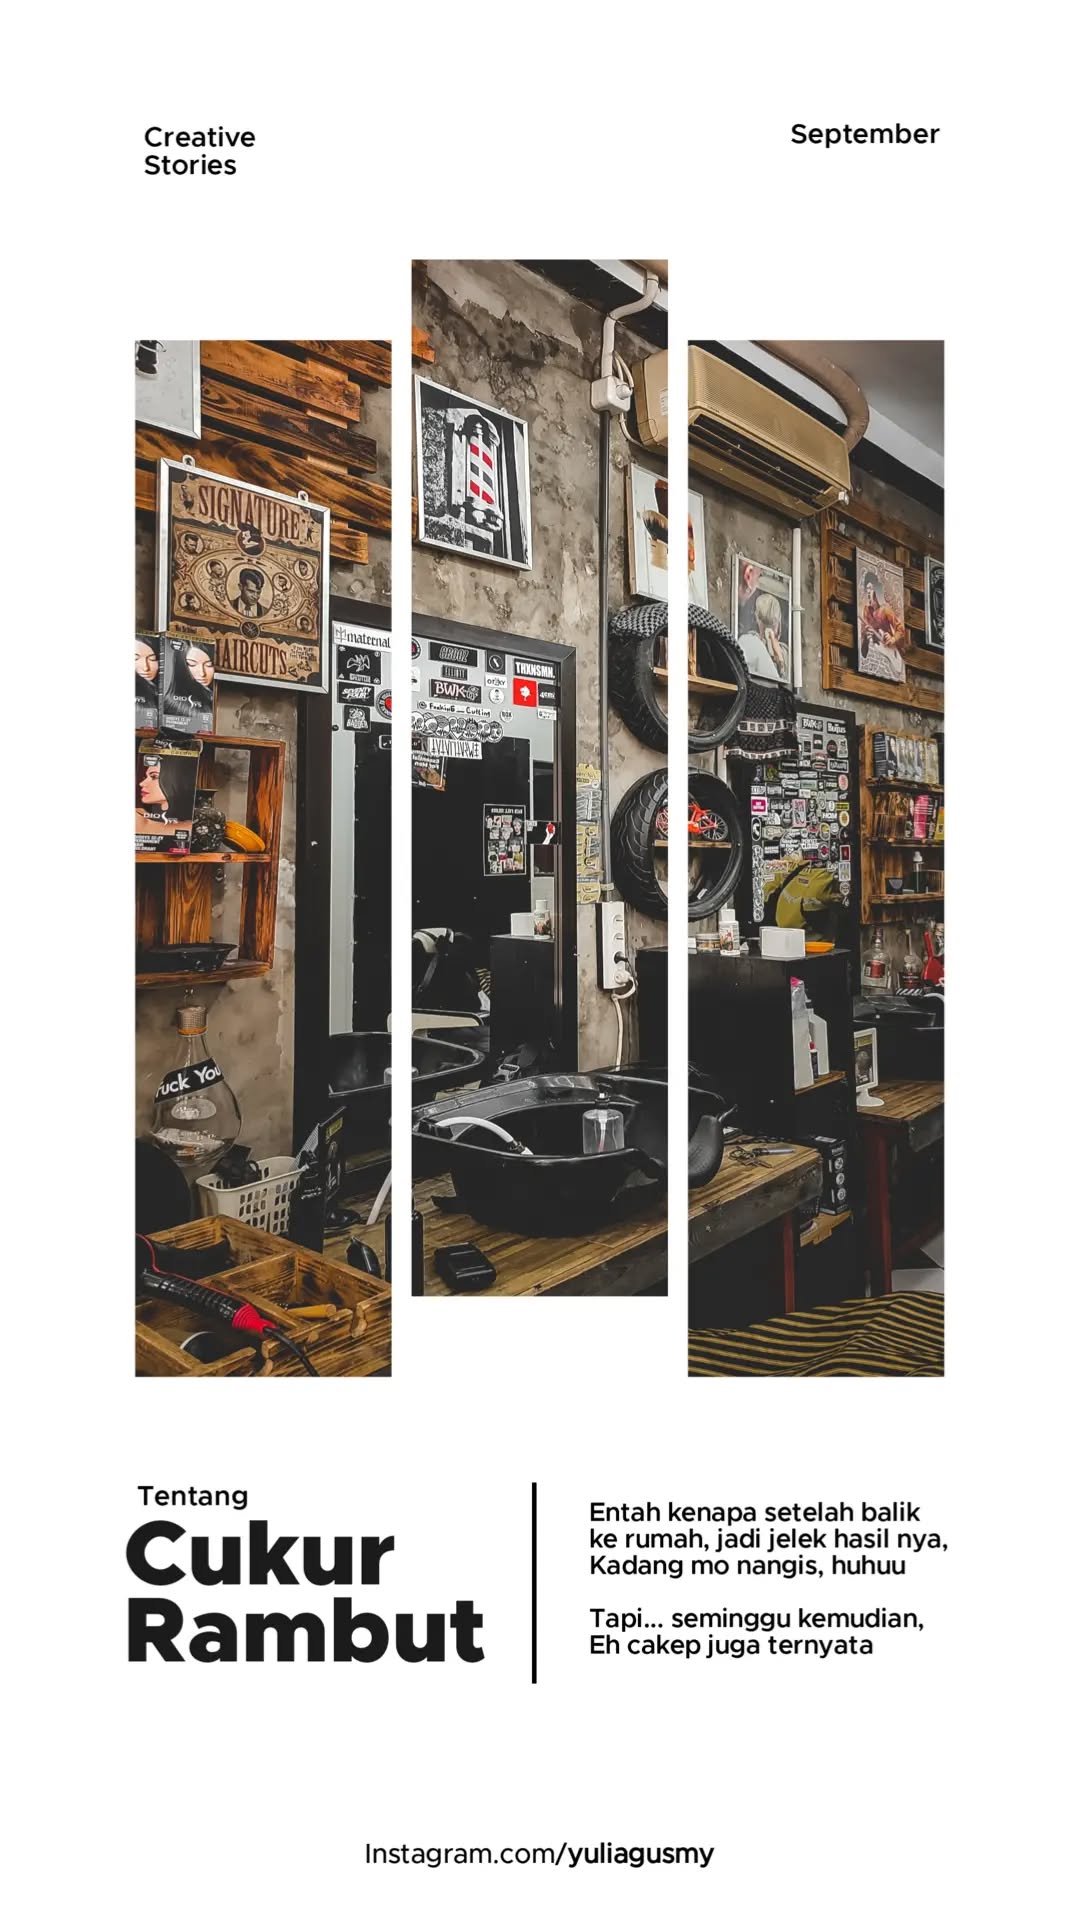 Creative
Stories
September
SIGNATURE
HAIRCUTS
maternal
THXNSMN.
BWK
Fuck You
Tentang
Cukur
Rambut
Entah kenapa setelah balik
ke rumah, jadi jelek hasil nya,
Kadang mo nangis, huhuu
Tapi... seminggu kemudian,
Eh cakep juga ternyata
Instagram.com/yuliagusmy